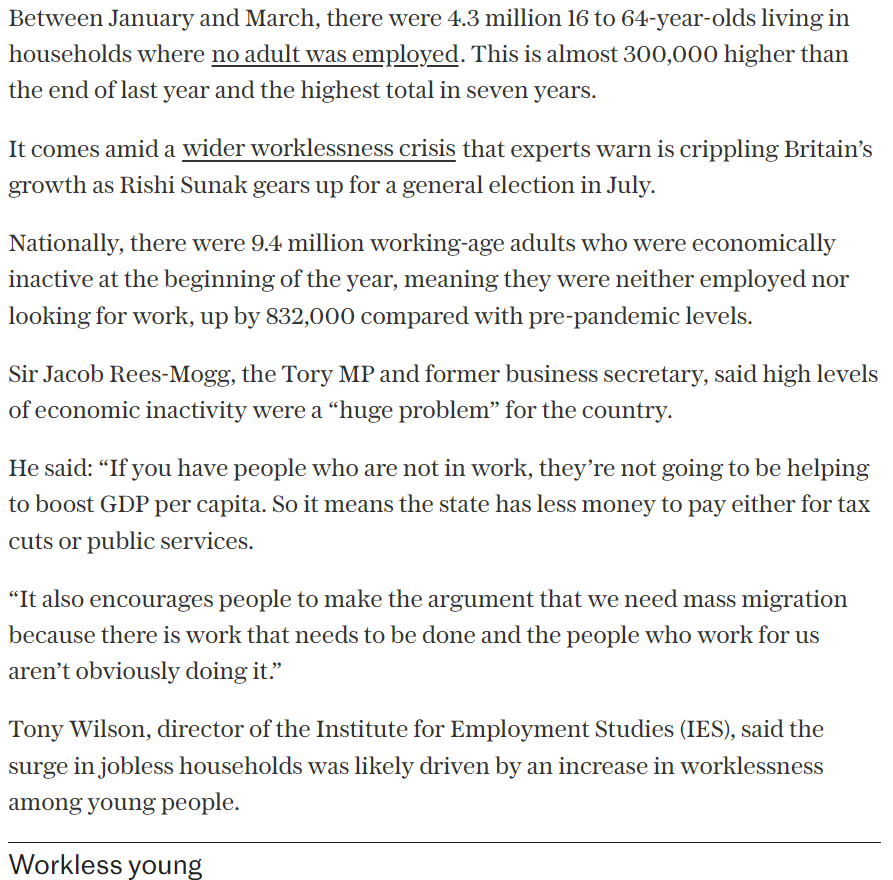 Between January and March, there were 4.3 million 16 to 64-year-olds living in
households where no adult was employed. This is almost 300,000 higher than
the end of last year and the highest total in seven years.
It comes amid a wider worklessness crisis that experts warn is crippling Britain’s
growth as Rishi Sunak gears up for a general election in July.
Nationally, there were 9.4 million working-age adults who were economically
inactive at the beginning of the year, meaning they were neither employed nor
looking for work, up by 832,000 compared with pre-pandemic levels.
Sir Jacob Rees-Mogg, the Tory MP and former business secretary, said high levels
of economic inactivity were a “huge problem” for the country.
He said: “If you have people who are not in work, they’re not going to be helping
to boost GDP per capita. So it means the state has less money to pay either for tax
cuts or public services.
“It also encourages people to make the argument that we need mass migration
because there is work that needs to be done and the people who work for us
aren’t obviously doing it.”
Tony Wilson, director of the Institute for Employment Studies (IES), said the
surge in jobless households was likely driven by an increase in worklessness
among young people.
Workless young